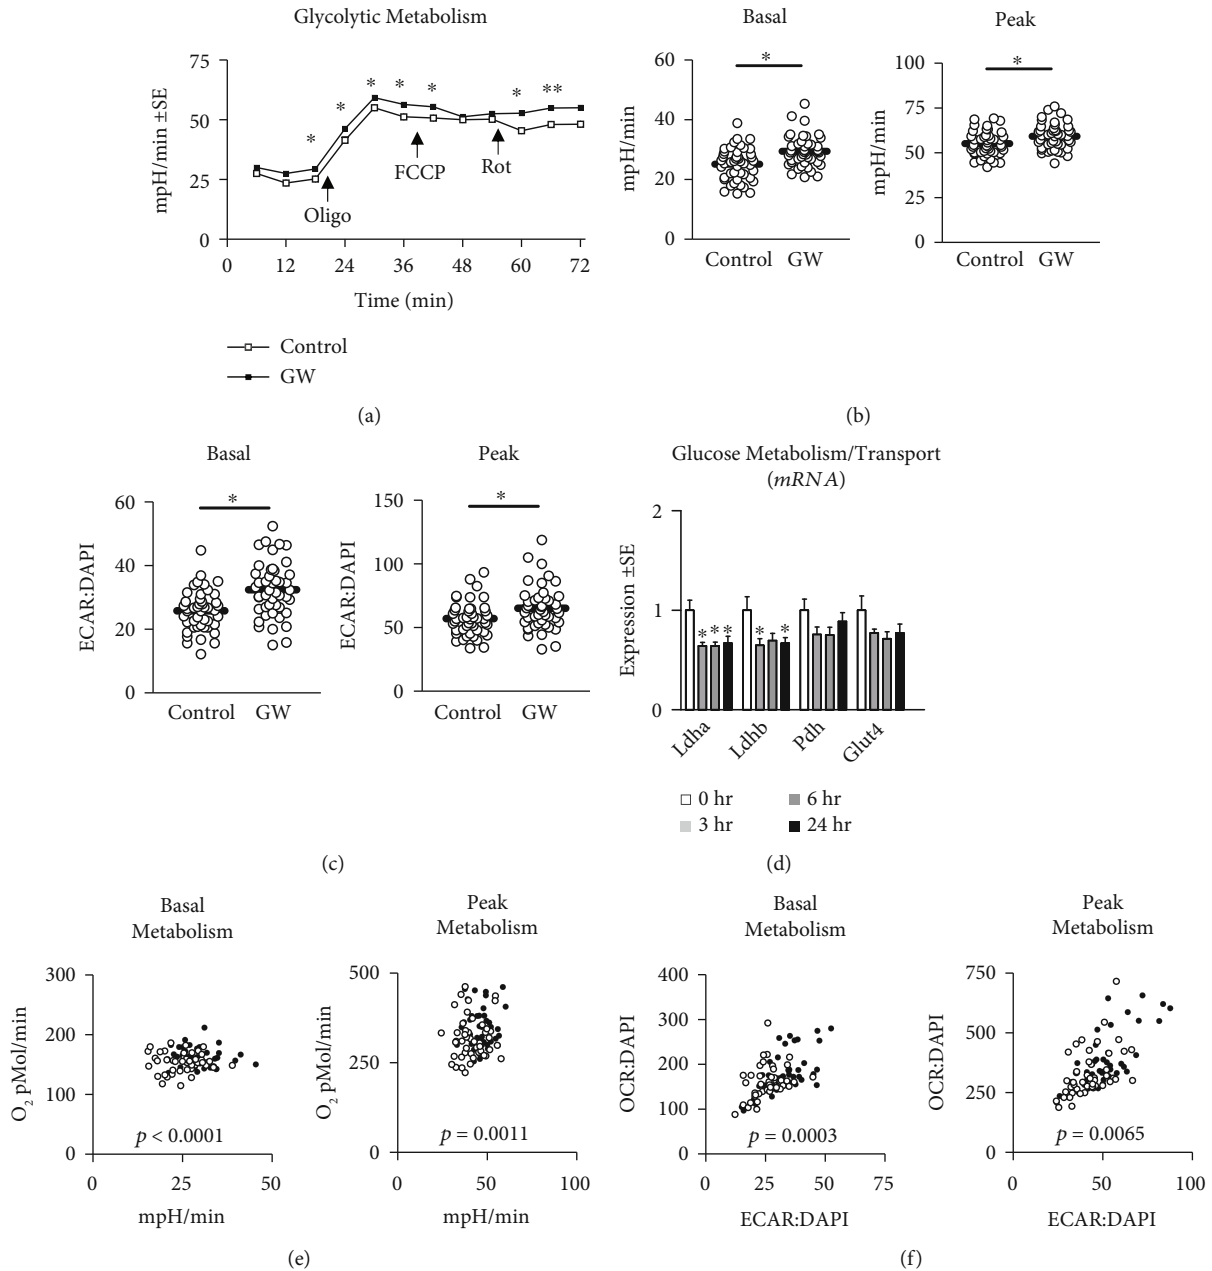 Glycolytic Metabolism
mpH/min ±SE
75
50
25
0
* * * * * * **
Oligo
FCCP
Rot
0 12 24 36 48 60 72
Time (min)
Control
GW
(a)
Basal
mpH/min
60
40
20
0
*
Control GW
Peak
mpH/min
100
75
50
25
0
*
Control GW
(b)
Basal
ECAR:DAPI
60
40
20
0
*
Control GW
Peak
ECAR:DAPI
150
100
50
0
*
Control GW
(c)
Glucose Metabolism/Transport
(mRNA)
Expression ±SE
2
1
0
* * * * *
Ldha
Ldhb
Pdh
Glut4
0 hr 6 hr
3 hr 24 hr
(d)
Basal
Metabolism
O2 pMol/min
300
200
100
0
p < 0.0001
0 25 50
mpH/min
Peak
Metabolism
O2 pMol/min
500
250
0
p = 0.0011
0 50 100
mpH/min
(e)
Basal
Metabolism
OCR:DAPI
400
300
200
100
0
p = 0.0003
0 25 50 75
ECAR:DAPI
Peak
Metabolism
OCR:DAPI
750
500
250
0
p = 0.0065
0 50 100
ECAR:DAPI
(f)